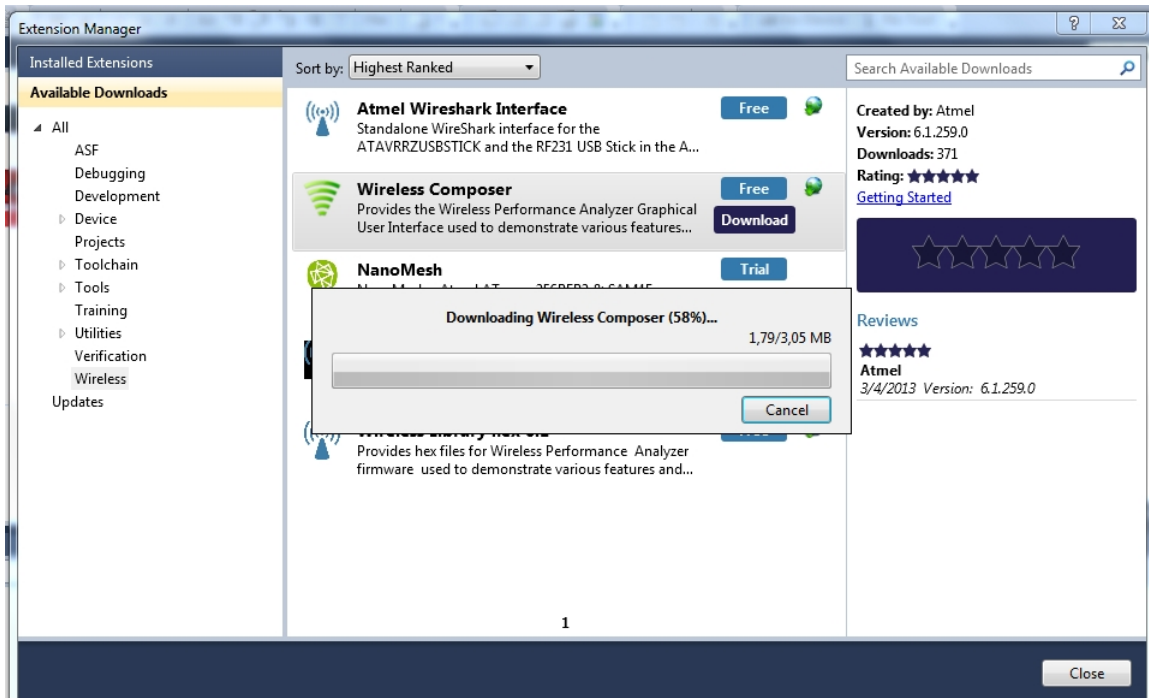 Extension Manager
Installed Extensions
Available Downloads
All
ASF
Debugging
Development
Device
Projects
Toolchain
Tools
Training
Utilities
Verification
Wireless
Updates
Sort by: Highest Ranked
Atmel Wireshark Interface
Free
Standalone WireShark interface for the
ATAVRRZUSBSTICK and the RF231 USB Stick in the A...
Wireless Composer
Free
Provides the Wireless Performance Analyzer Graphical
User Interface used to demonstrate various features...
Download
NanoMesh
Trial
Downloading Wireless Composer (58%)...
1,79/3,05 MB
Cancel
Provides hex files for Wireless Performance Analyzer
firmware used to demonstrate various features and...
1
Search Available Downloads
Created by: Atmel
Version: 6.1.259.0
Downloads: 371
Rating:
Getting Started
Reviews
Atmel
3/4/2013 Version: 6.1.259.0
Close